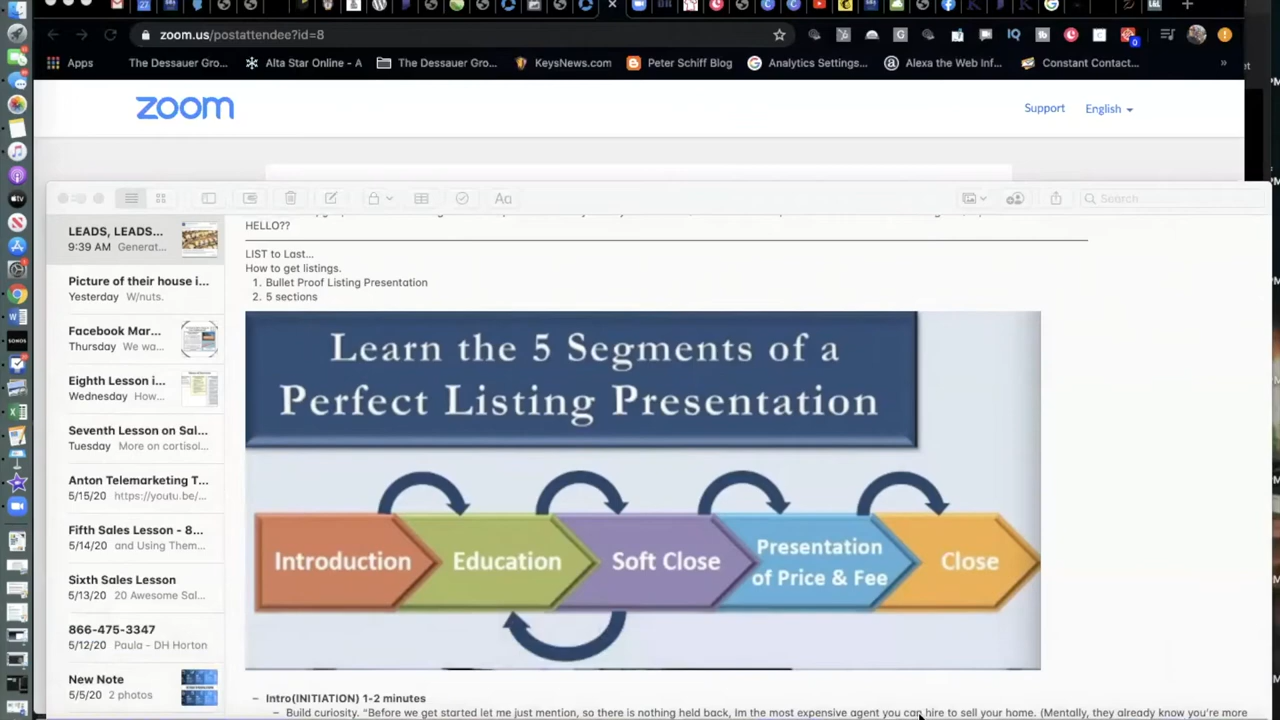 zoom.us/postattendee?id=8
0
Apps
The Dessauer Gro...
Alta Star Online - A
The Dessauer Gro...
KeysNews.com
Peter Schiff Blog
Analytics Settings...
Alexa the Web Inf...
Constant Contact...
»
zoom
Support
English
Aa
Search
LEADS, LEADS...
9:39 AM Generat...
Picture of their house i...
Yesterday W/nuts.
Facebook Mar...
Thursday We wa...
Eighth Lesson i...
Wednesday How...
Seventh Lesson on Sal...
Tuesday More on cortisol...
Anton Telemarketing T...
5/15/20 https://youtu.be/...
Fifth Sales Lesson - 8...
5/14/20 and Using Them...
Sixth Sales Lesson
5/13/20 20 Awesome Sal...
866-475-3347
5/12/20 Paula - DH Horton
New Note
5/5/20 2 photos
HELLO??
LIST to Last...
How to get listings.
1. Bullet Proof Listing Presentation
2. 5 sections
Learn the 5 Segments of a
Perfect Listing Presentation
Introduction
Education
Soft Close
Presentation
of Price & Fee
Close
– Intro(INITIATION) 1-2 minutes
– Build curiosity. “Before we get started let me just mention, so there is nothing held back, Im the most expensive agent you can hire to sell your home. (Mentally, they already know you're more